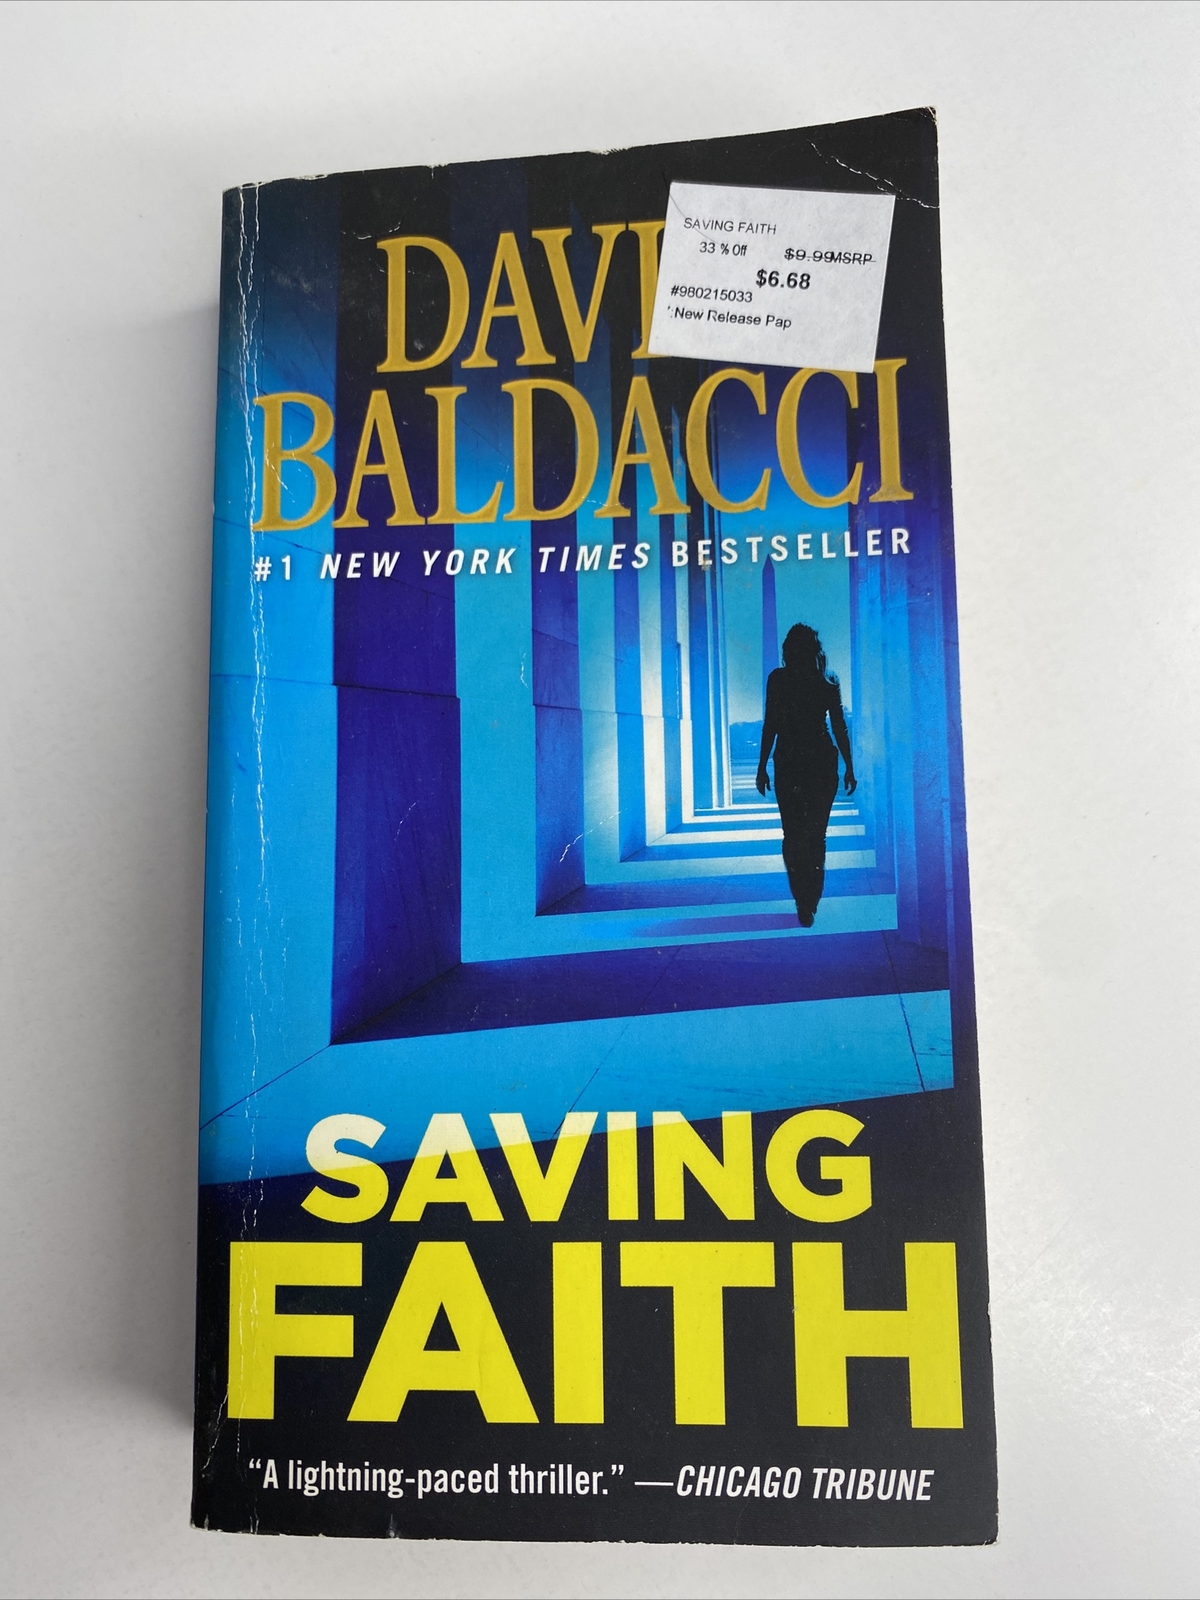 SAVING FAITH
33 % Off $9.99MSRP
$6.68
#980215033
New Release Pap
DAVI
BALDACCI
#1 NEW YORK TIMES BESTSELLER
SAVING
FAITH
“A lightning-paced thriller.” —CHICAGO TRIBUNE